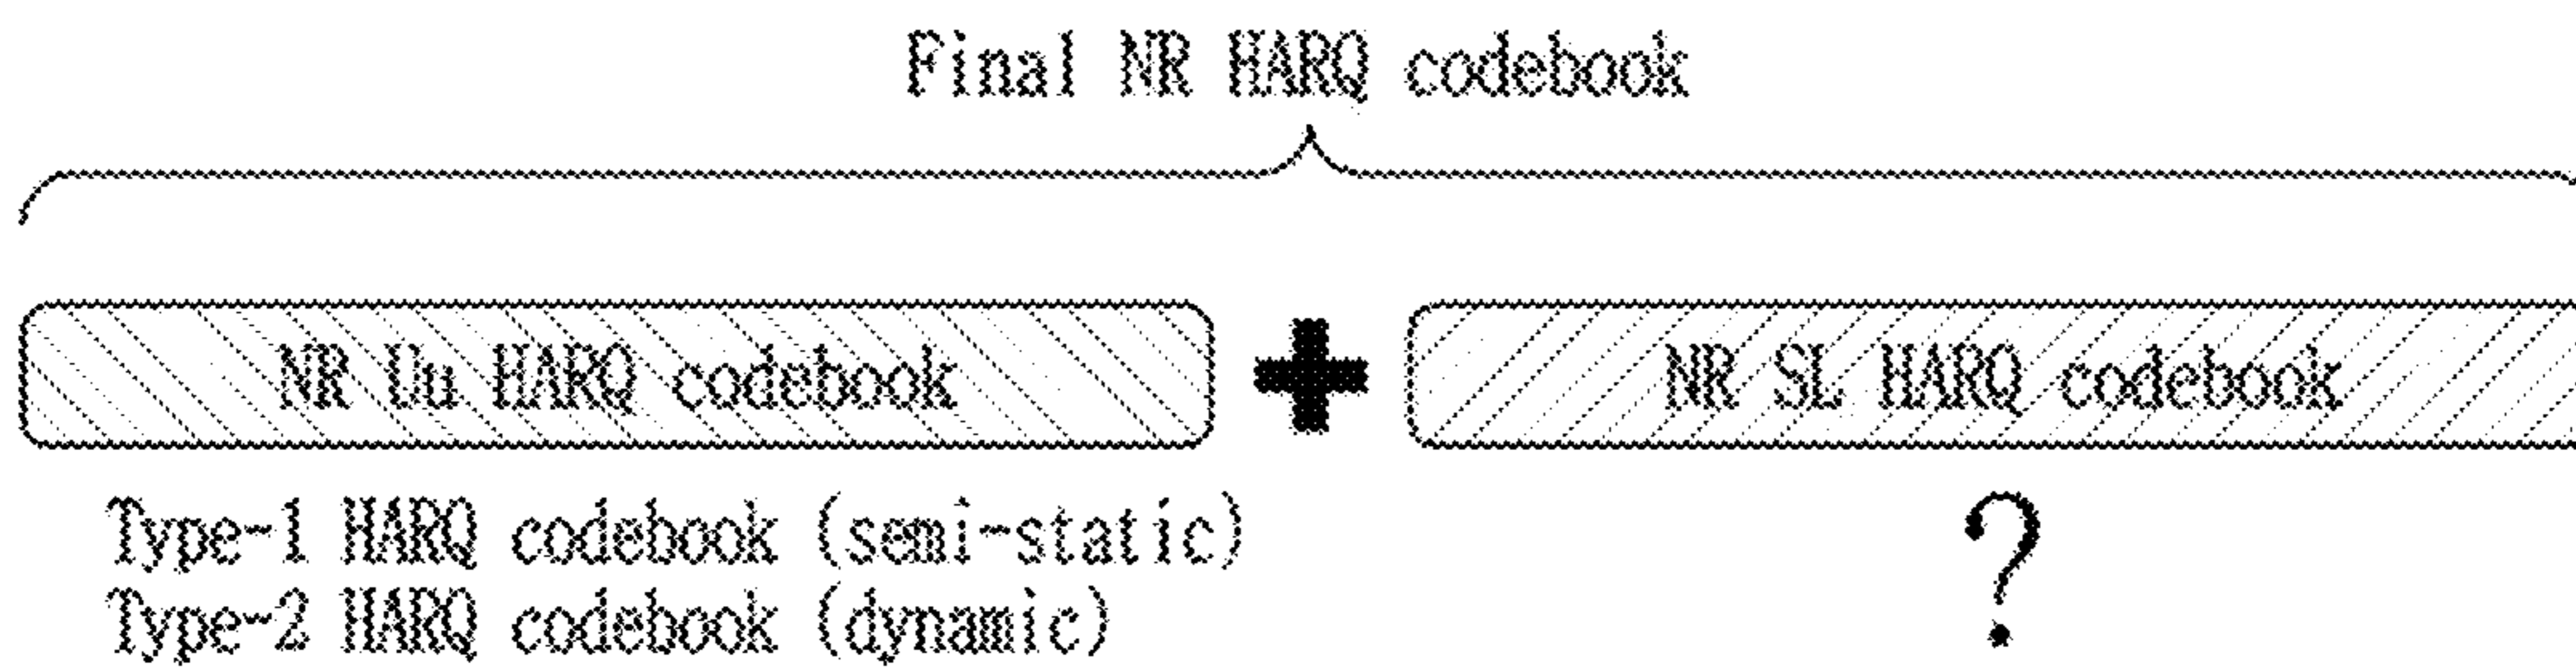 Final NR HARQ codebook
NR Uu HARQ codebook + NR SL HARQ codebook
Type-1 HARQ codebook (semi-static)
Type-2 HARQ codebook (dynamic)
?